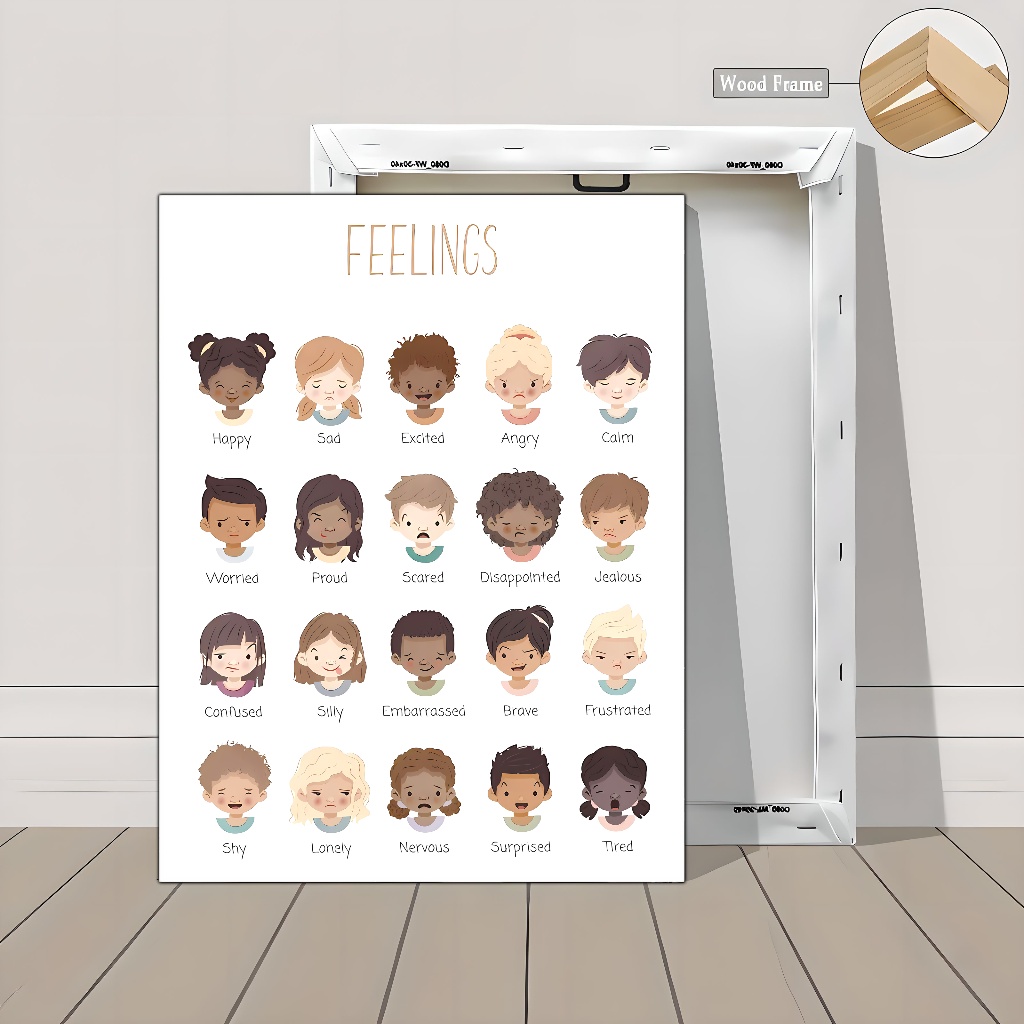 Wood Frame
FEELINGS
Happy Sad Excited Angry Calm
Worried Proud Scared Disappointed Jealous
Confused Silly Embarrassed Brave Frustrated
Shy Lonely Nervous Surprised Tired